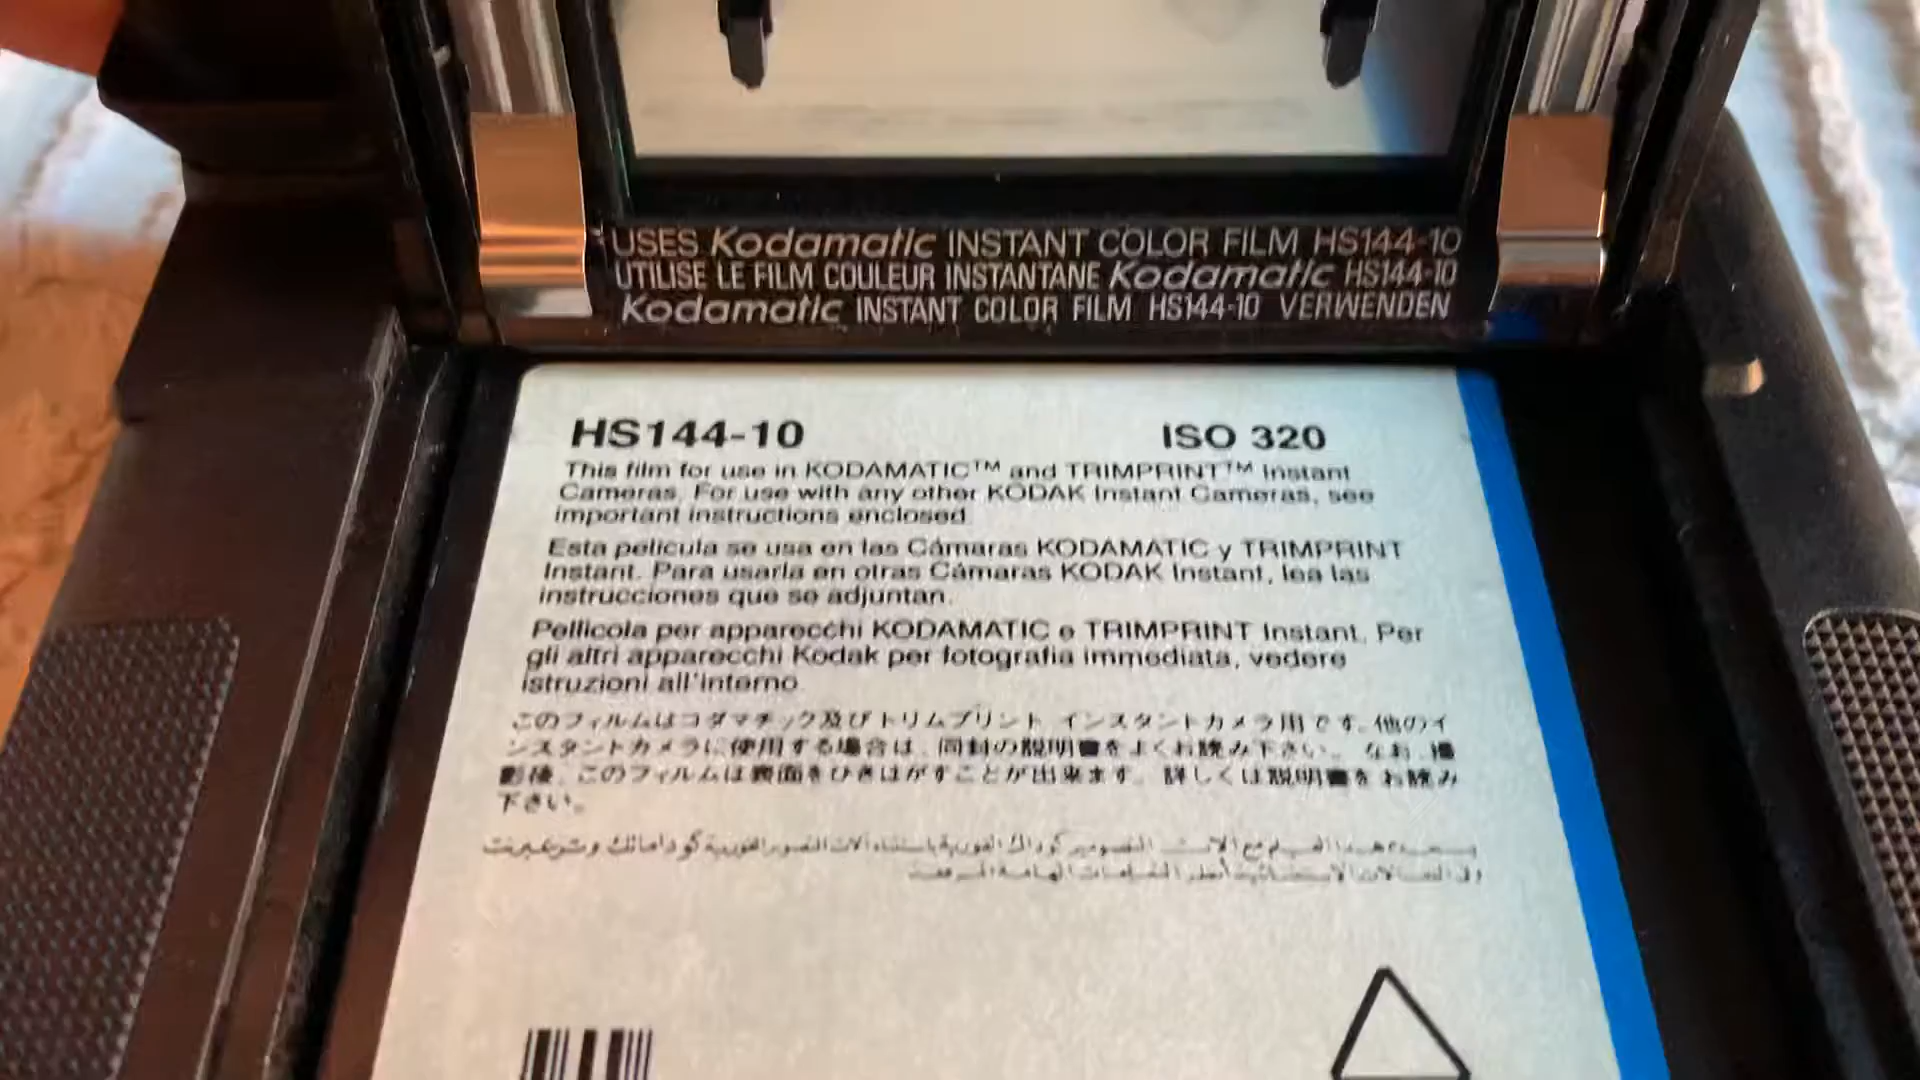 USES Kodamatic INSTANT COLOR FILM HS144-10
UTILISE LE FILM COULEUR INSTANTANE Kodamatic HS144-10
Kodamatic INSTANT COLOR FILM HS144-10 VERWENDEN
HS144-10 ISO 320
This film for use in KODAMATIC™ and TRIMPRINT™ Instant
Cameras. For use with any other KODAK Instant Cameras, see
important instructions enclosed.
Esta película se usa en las Cámaras KODAMATIC y TRIMPRINT
Instant. Para usarla en otras Cámaras KODAK Instant, lea las
instrucciones que se adjuntan.
Pellicola per apparecchi KODAMATIC e TRIMPRINT Instant. Per
gli altri apparecchi Kodak per fotografia immediata, vedere
istruzioni all'interno.
このフィルムはコダマチック及びトリムプリント インスタントカメラ用です。他のイ
ンスタントカメラに使用する場合は、同封の説明書をよくお読み下さい。なお、撮
影後、このフィルムは裏面をひきはがすことが出来ます。詳しくは説明書をお読み
下さい。